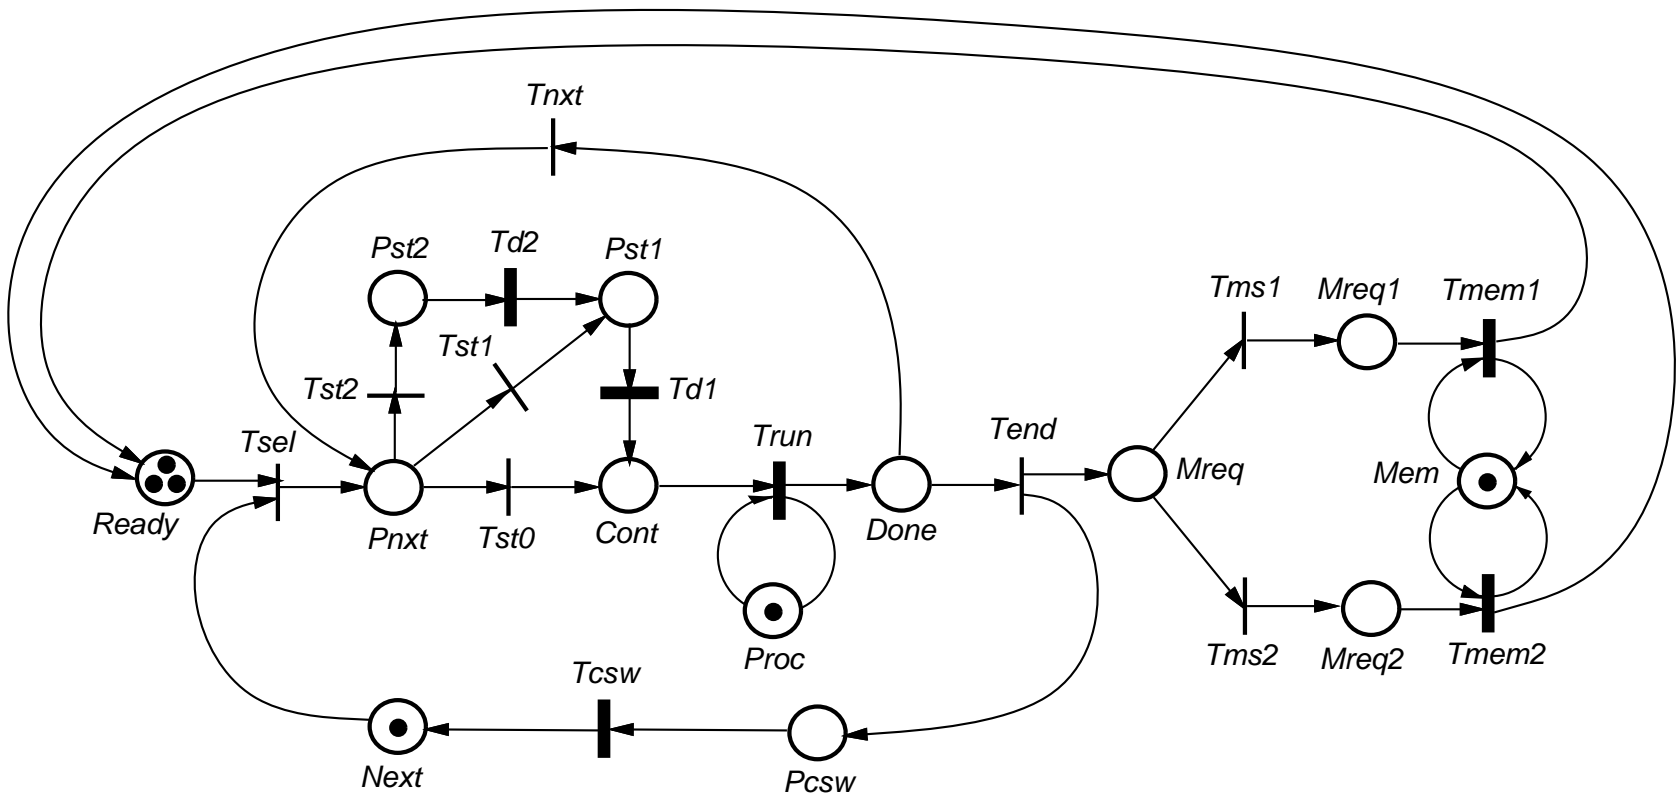 Tnxt
Pst2
Td2
Pst1
Tms1
Mreq1
Tmem1
Tst1
Tst2
Td1
Tsel
Trun
Tend
Mreq
Mem
Ready
Pnxt
Tst0
Cont
Done
Proc
Tms2
Mreq2
Tmem2
Tcsw
Next
Pcsw